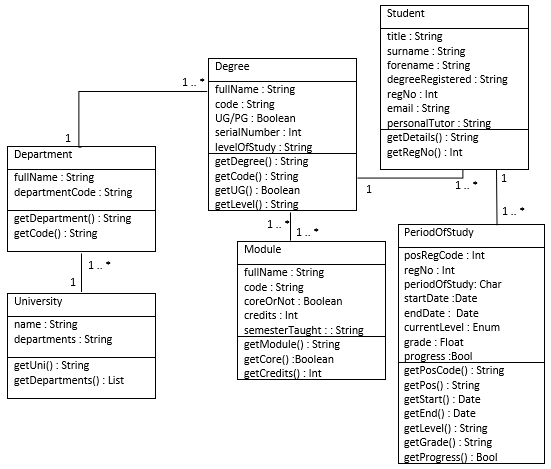 Student
title : String
surname : String
forename : String
degreeRegistered : String
regNo : Int
email : String
personalTutor : String
getDetails() : String
getRegNo() : Int
1 .. *
1
Degree
fullName : String
code : String
UG/PG : Boolean
serialNumber : Int
levelOfStudy : String
getDegree() : String
getCode() : String
getUG() : Boolean
getLevel() : String
1 .. *
1
1 .. *
1 .. *
1
Department
fullName : String
departmentCode : String
getDepartment() : String
getCode() : String
1 .. *
1
University
name : String
departments : String
getUni() : String
getDepartments() : List
Module
fullName : String
code : String
coreOrNot : Boolean
credits : Int
semesterTaught : : String
getModule() : String
getCore() :Boolean
getCredits() : Int
1 .. *
PeriodOfStudy
posRegCode : Int
regNo : Int
periodOfStudy: Char
startDate :Date
endDate : Date
currentLevel : Enum
grade : Float
progress :Bool
getPosCode() : String
getPos() : String
getStart() : Date
getEnd() : Date
getLevel() : String
getGrade() : String
getProgress() : Bool